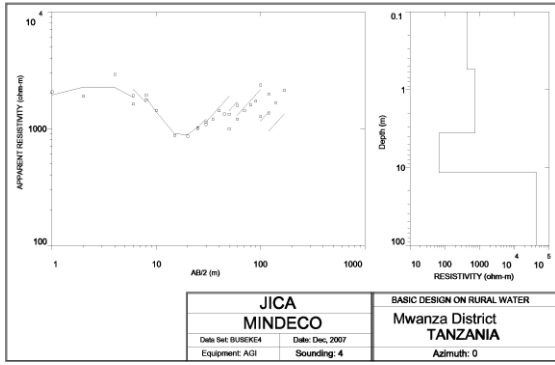 10⁴
1000
100
APPARENT RESISTIVITY (ohm-m)
1 10 100 1000
AB/2 (m)
0.1
1
10
100
Depth (m)
10 100 1000 10⁴ 10⁵
RESISTIVITY (ohm-m)
JICA
MINDECO
Data Set: BUSEKE4 Date: Dec, 2007
Equipment: AGI Sounding: 4
BASIC DESIGN ON RURAL WATER
Mwanza District
TANZANIA
Azimuth: 0